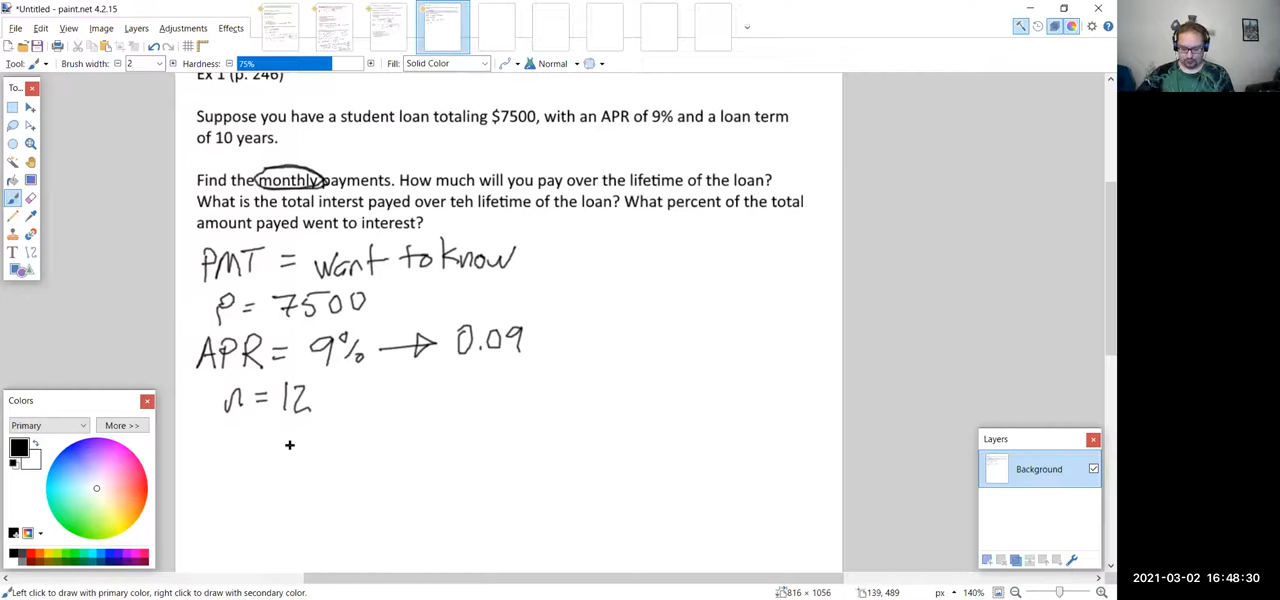 *Untitled - paint.net 4.2.15
File Edit View Image Layers Adjustments Effects
Tool: Brush width: 2 Hardness: 75% Fill: Solid Color Normal
Ex 1 (p. 246)
To...
Suppose you have a student loan totaling $7500, with an APR of 9% and a loan term
of 10 years.
Find the monthly payments. How much will you pay over the lifetime of the loan?
What is the total interst payed over teh lifetime of the loan? What percent of the total
amount payed went to interest?
PMT = want to know
P = 7500
APR = 9% → 0.09
n = 12
Colors
Primary
More >>
Layers
Background
2021-03-02 16:48:30
Left click to draw with primary color, right click to draw with secondary color.
816 x 1056
139, 489
px
140%